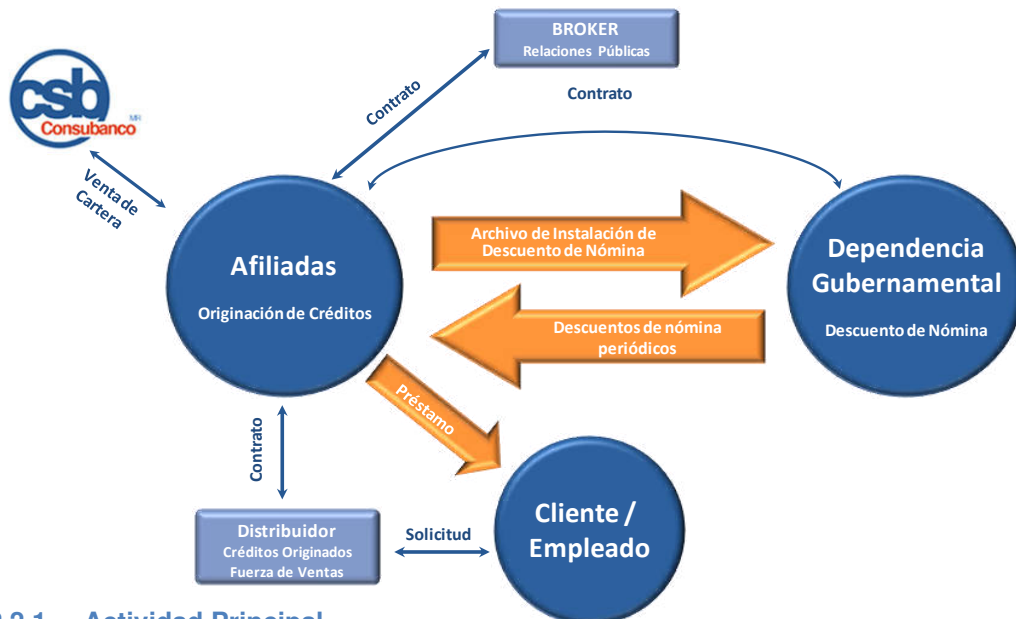 BROKER
Relaciones Públicas
csb
Consubanco MR
Contrato
Contrato
Venta de
Cartera
Afiliadas
Originación de Créditos
Archivo de Instalación de
Descuento de Nómina
Dependencia
Gubernamental
Descuento de Nómina
Descuentos de nómina
periódicos
Préstamo
Contrato
Distribuidor
Créditos Originados
Fuerza de Ventas
Solicitud
Cliente /
Empleado
2.1 Actividad Principal